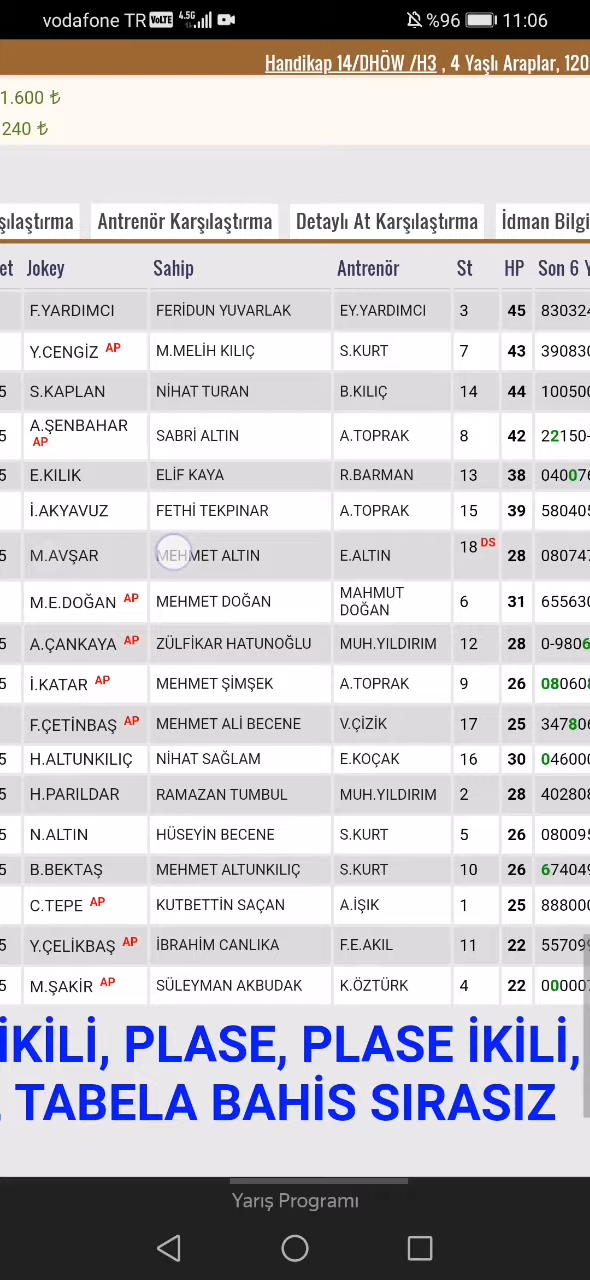 vodafone TR VoLTE 4.5G %96 11:06
Handikap 14/DHÖW /H3 , 4 Yaşlı Araplar, 120
1.600 ₺
240 ₺
şılaştırma Antrenör Karşılaştırma Detaylı At Karşılaştırma İdman Bilgi
et Jokey Sahip Antrenör St HP Son 6 Y
F.YARDIMCI FERİDUN YUVARLAK EY.YARDIMCI 3 45 830324
Y.CENGİZ AP M.MELİH KILIÇ S.KURT 7 43 390830
5 S.KAPLAN NİHAT TURAN B.KILIÇ 14 44 100500
5 A.ŞENBAHAR AP SABRİ ALTIN A.TOPRAK 8 42 22150-
5 E.KILIK ELİF KAYA R.BARMAN 13 38 040076
İ.AKYAVUZ FETHİ TEKPINAR A.TOPRAK 15 39 580405
5 M.AVŞAR MEHMET ALTIN E.ALTIN 18 DS 28 080747
M.E.DOĞAN AP MEHMET DOĞAN MAHMUT DOĞAN 6 31 655630
5 A.ÇANKAYA AP ZÜLFİKAR HATUNOĞLU MUH.YILDIRIM 12 28 0-9806
5 İ.KATAR AP MEHMET ŞİMŞEK A.TOPRAK 9 26 080608
F.ÇETİNBAŞ AP MEHMET ALİ BECENE V.ÇİZİK 17 25 347806
5 H.ALTUNKILIÇ NİHAT SAĞLAM E.KOÇAK 16 30 046000
5 H.PARILDAR RAMAZAN TUMBUL MUH.YILDIRIM 2 28 402808
N.ALTIN HÜSEYİN BECENE S.KURT 5 26 080095
5 B.BEKTAŞ MEHMET ALTUNKILIÇ S.KURT 10 26 674049
C.TEPE AP KUTBETTİN SAÇAN A.IŞIK 1 25 888000
5 Y.ÇELİKBAŞ AP İBRAHİM CANLIKA F.E.AKIL 11 22 557099
5 M.ŞAKİR AP SÜLEYMAN AKBUDAK K.ÖZTÜRK 4 22 000007
İKİLİ, PLASE, PLASE İKİLİ,
, TABELA BAHİS SIRASIZ
Yarış Programı